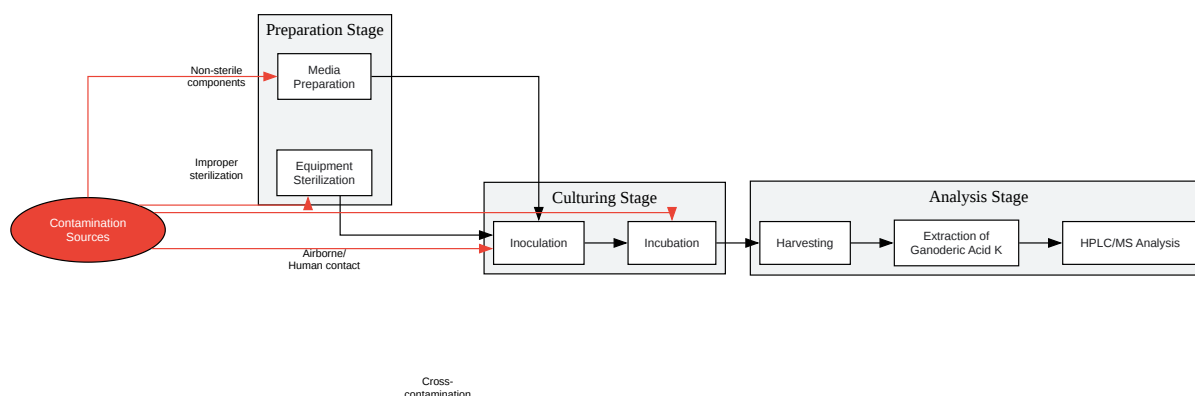 Preparation Stage
Non-sterile
components
Media
Preparation
Improper
sterilization
Equipment
Sterilization
Contamination
Sources
Culturing Stage
Inoculation
Incubation
Airborne/
Human contact
Analysis Stage
Harvesting
Extraction of
Ganoderic Acid K
HPLC/MS Analysis
Cross-
contamination